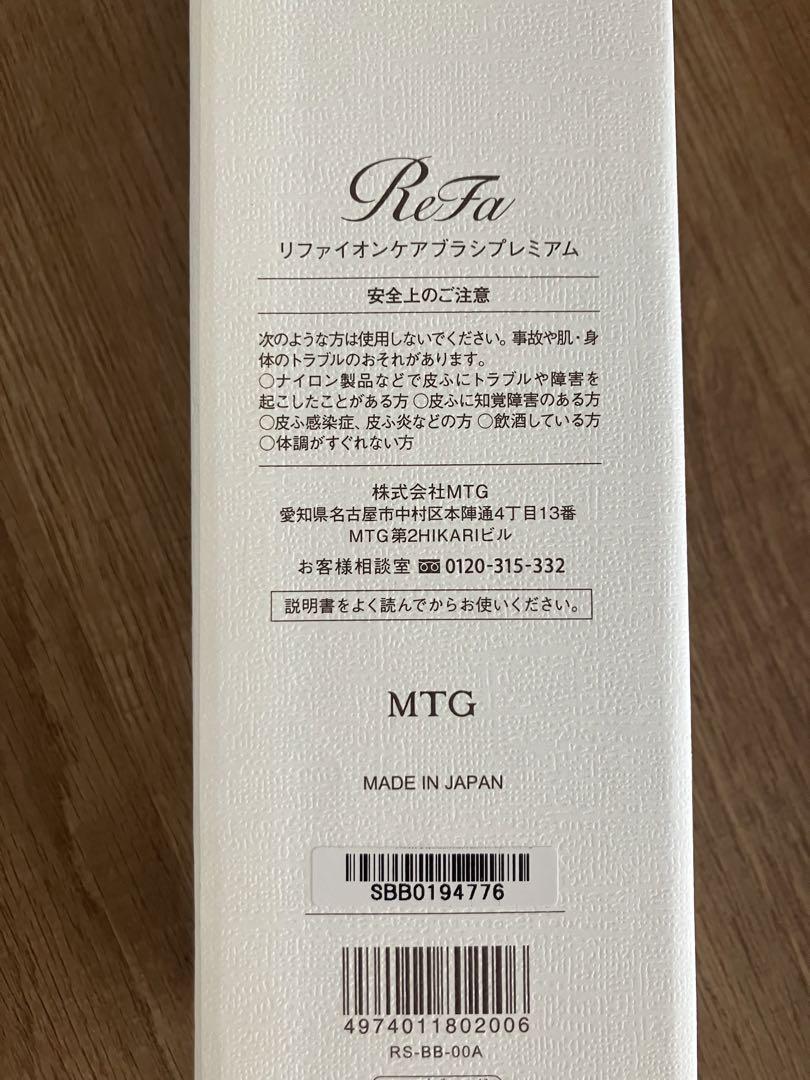 ReFa
リファイオンケアブラシプレミアム
安全上のご注意
次のような方は使用しないでください。事故や肌・身
体のトラブルのおそれがあります。
○ナイロン製品などで皮ふにトラブルや障害を
起こしたことがある方 ○皮ふに知覚障害のある方
○皮ふ感染症、皮ふ炎などの方 ○飲酒している方
○体調がすぐれない方
株式会社MTG
愛知県名古屋市中村区本陣通4丁目13番
MTG第2HIKARIビル
お客様相談室 0120-315-332
説明書をよく読んでからお使いください。
MTG
MADE IN JAPAN
SBB0194776
4974011802006
RS-BB-00A